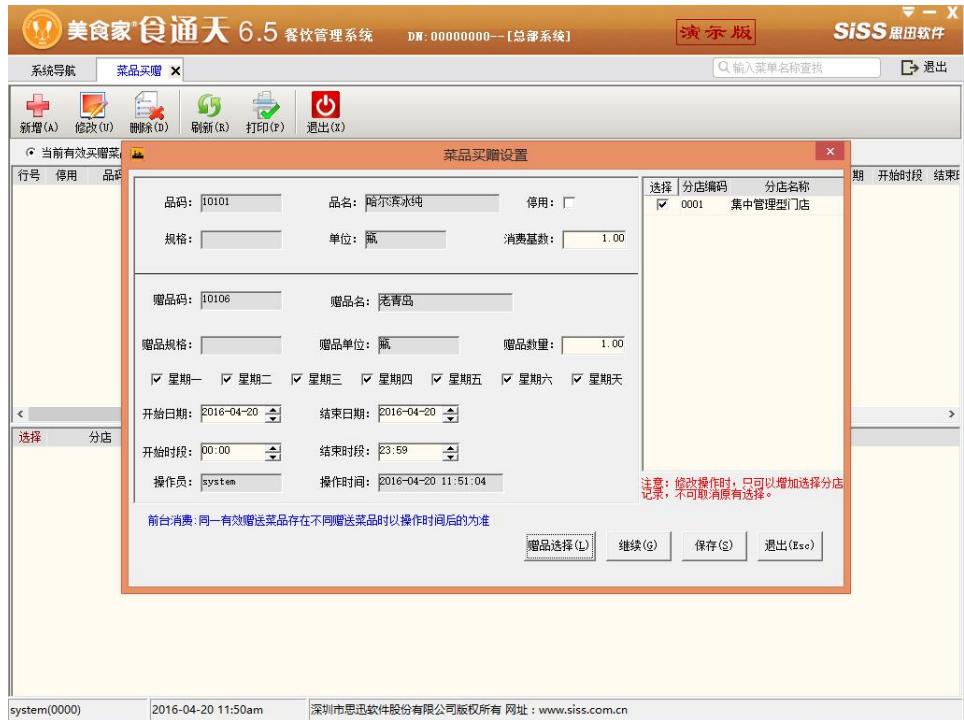 美食家 食通天 6.5 餐饮管理系统 DN:00000000--[总部系统] 演示版 SiSS 思迅软件
系统导航 菜品买赠 输入菜单名称查找 退出
新增(A) 修改(U) 删除(D) 刷新(R) 打印(P) 退出(X)
当前有效买赠菜
菜品买赠设置
行号 停用 品码 期 开始时段 结束时
品码: 10101 品名: 哈尔滨冰纯 停用:
规格: 单位: 瓶 消费基数: 1.00
赠品码: 10106 赠品名: 老青岛
赠品规格: 赠品单位: 瓶 赠品数量: 1.00
星期一 星期二 星期三 星期四 星期五 星期六 星期天
开始日期: 2016-04-20 结束日期: 2016-04-20
开始时段: 00:00 结束时段: 23:59
操作员: system 操作时间: 2016-04-20 11:51:04
前台消费:同一有效赠送菜品存在不同赠送菜品时以操作时间后的为准
选择 分店编码 分店名称
0001 集中管理型门店
注意: 修改操作时, 只可以增加选择分店
记录, 不可取消原有选择。
赠品选择(L) 继续(G) 保存(S) 退出(Esc)
选择 分店
system(0000) 2016-04-20 11:50am 深圳市思迅软件股份有限公司版权所有 网址:www.siss.com.cn